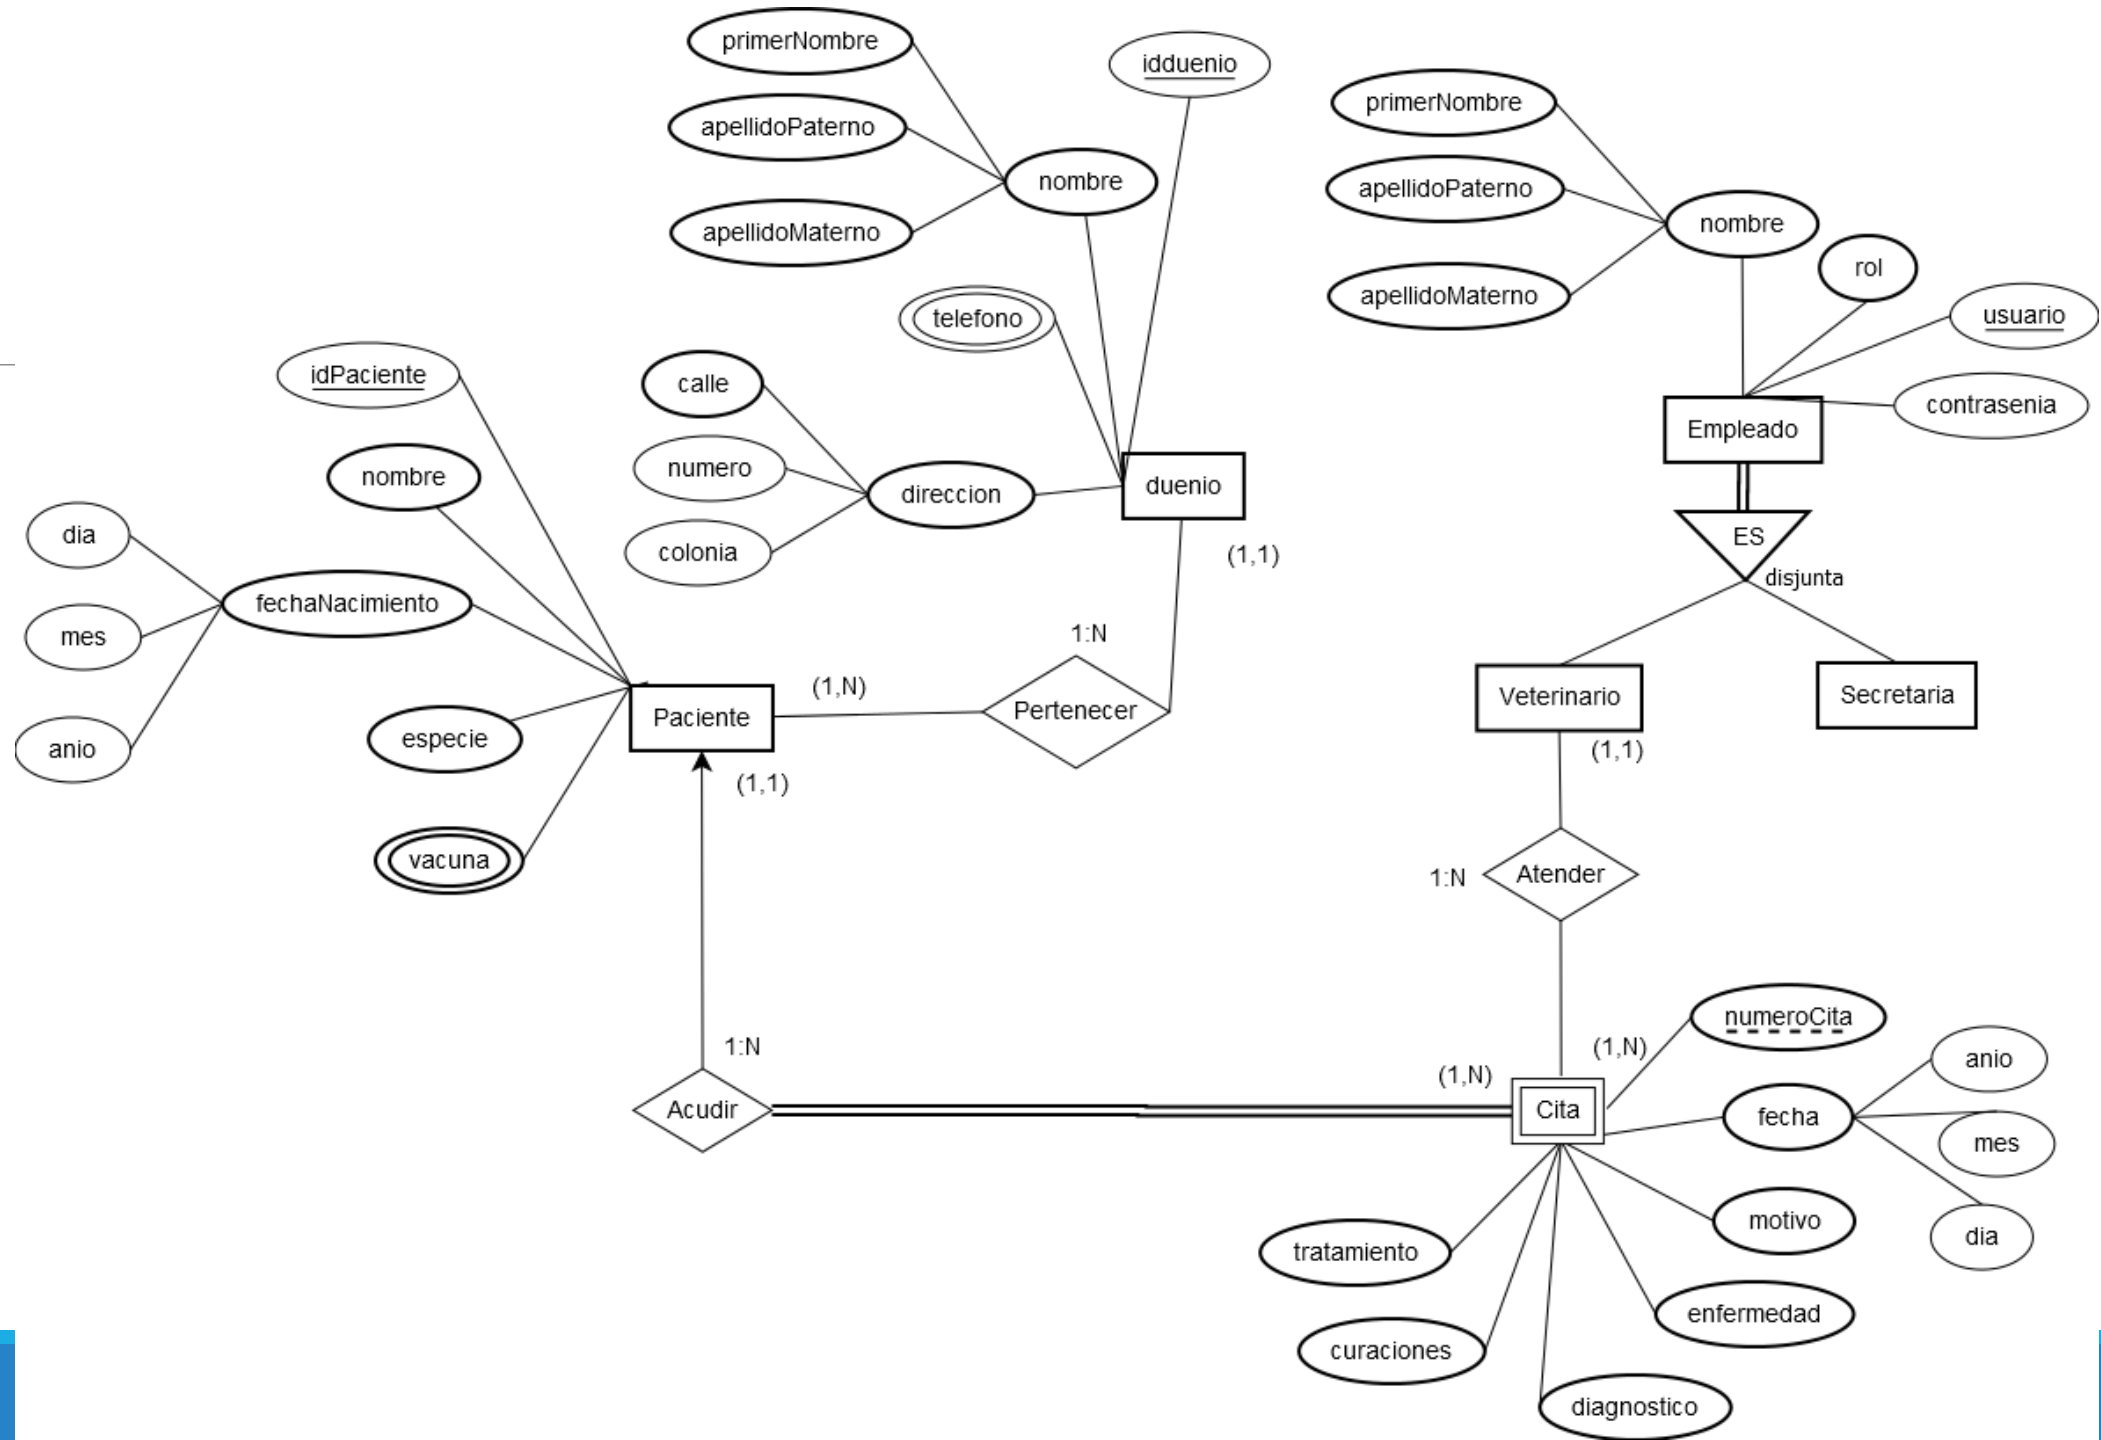 primerNombre
idduenio
primerNombre
apellidoPaterno
nombre
apellidoPaterno
apellidoMaterno
nombre
rol
apellidoMaterno
usuario
telefono
idPaciente
calle
contrasenia
Empleado
nombre
numero
direccion
duenio
dia
colonia
(1,1)
ES
disjunta
fechaNacimiento
mes
1:N
(1,N)
Pertenecer
Veterinario
Secretaria
Paciente
especie
anio
(1,1)
(1,1)
vacuna
1:N
Atender
numeroCita
1:N
(1,N)
(1,N)
anio
Acudir
Cita
fecha
mes
motivo
dia
tratamiento
enfermedad
curaciones
diagnostico